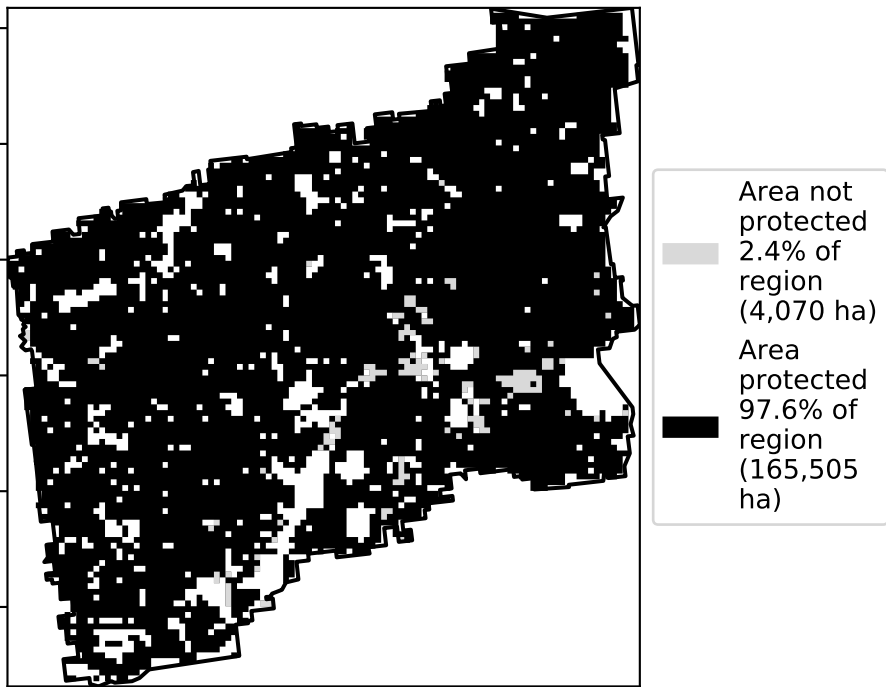 Area not
protected
2.4% of
region
(4,070 ha)
Area
protected
97.6% of
region
(165,505
ha)